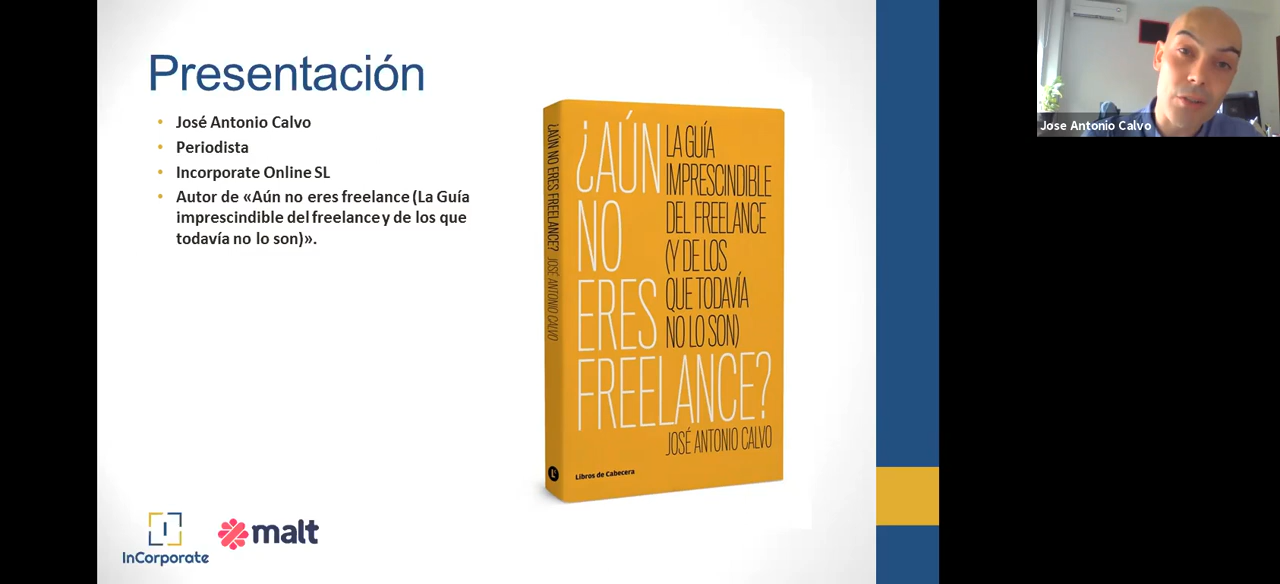 Presentación
• José Antonio Calvo
• Periodista
• Incorporate Online SL
• Autor de «Aún no eres freelance (La Guía
imprescindible del freelance y de los que
todavía no lo son)».
¿AÚN NO ERES FREELANCE? JOSÉ ANTONIO CALVO
¿AÚN
NO
ERES
FREELANCE?
LA GUÍA
IMPRESCINDIBLE
DEL FREELANCE
(Y DE LOS
QUE TODAVÍA
NO LO SON)
JOSÉ ANTONIO CALVO
Libros de Cabecera
InCorporate
malt
Jose Antonio Calvo